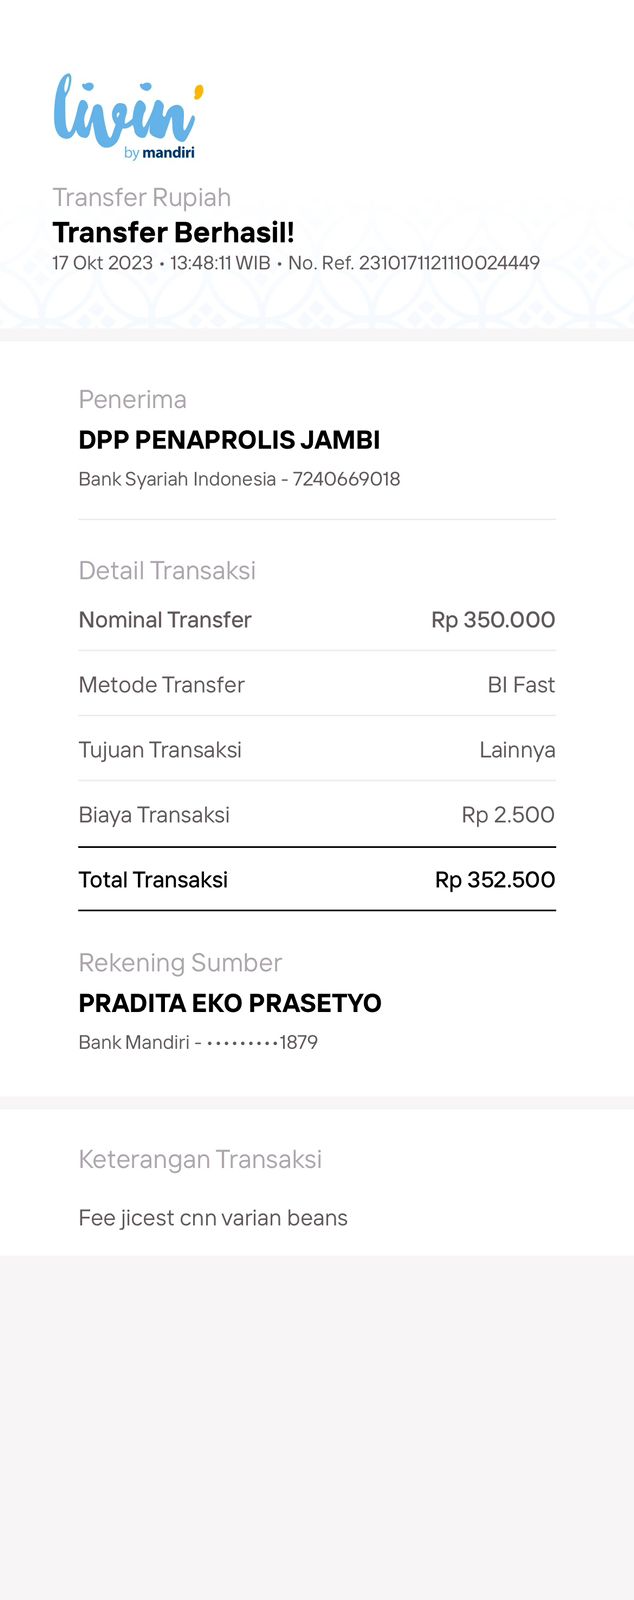 livin'
by mandiri
Transfer Rupiah
Transfer Berhasil!
17 Okt 2023 • 13:48:11 WIB • No. Ref. 2310171121110024449
Penerima
DPP PENAPROLIS JAMBI
Bank Syariah Indonesia - 7240669018
Detail Transaksi
Nominal Transfer Rp 350.000
Metode Transfer BI Fast
Tujuan Transaksi Lainnya
Biaya Transaksi Rp 2.500
Total Transaksi Rp 352.500
Rekening Sumber
PRADITA EKO PRASETYO
Bank Mandiri - •••••••••1879
Keterangan Transaksi
Fee jicest cnn varian beans